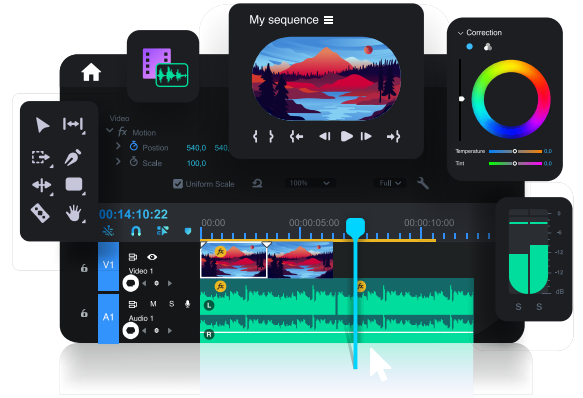 My sequence
Correction
Temperature 0,0
Tint 0,0
Video
fx Motion
Postion 540,0 540,
Scale 100,0
Uniform Scale
100%
Full
00:14:10:22
00:00
00:00:05:00
00:00:10:00
V1
Video 1
fx
fx
fx
A1
M S
Audio 1
L
R
dB
S S